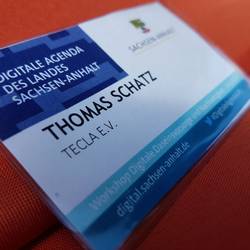 DIGITALE AGENDA
DES LANDES
SACHSEN-ANHALT
SACHSEN-ANHALT
THOMAS SCHATZ
TECLA E.V.
Workshop Digitale
digital.sachsen-anhalt.de